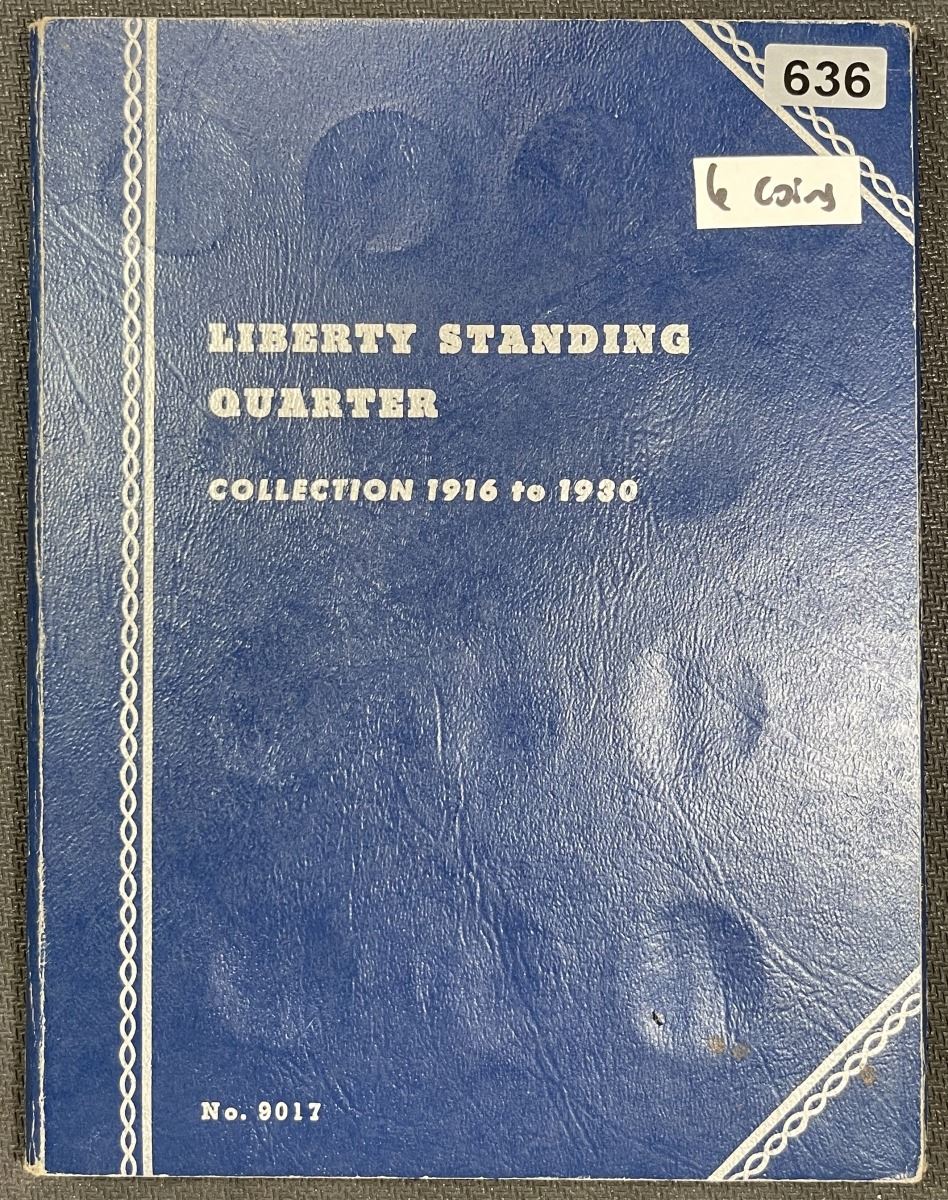 636
6 coins
LIBERTY STANDING
QUARTER
COLLECTION 1916 to 1930
No. 9017